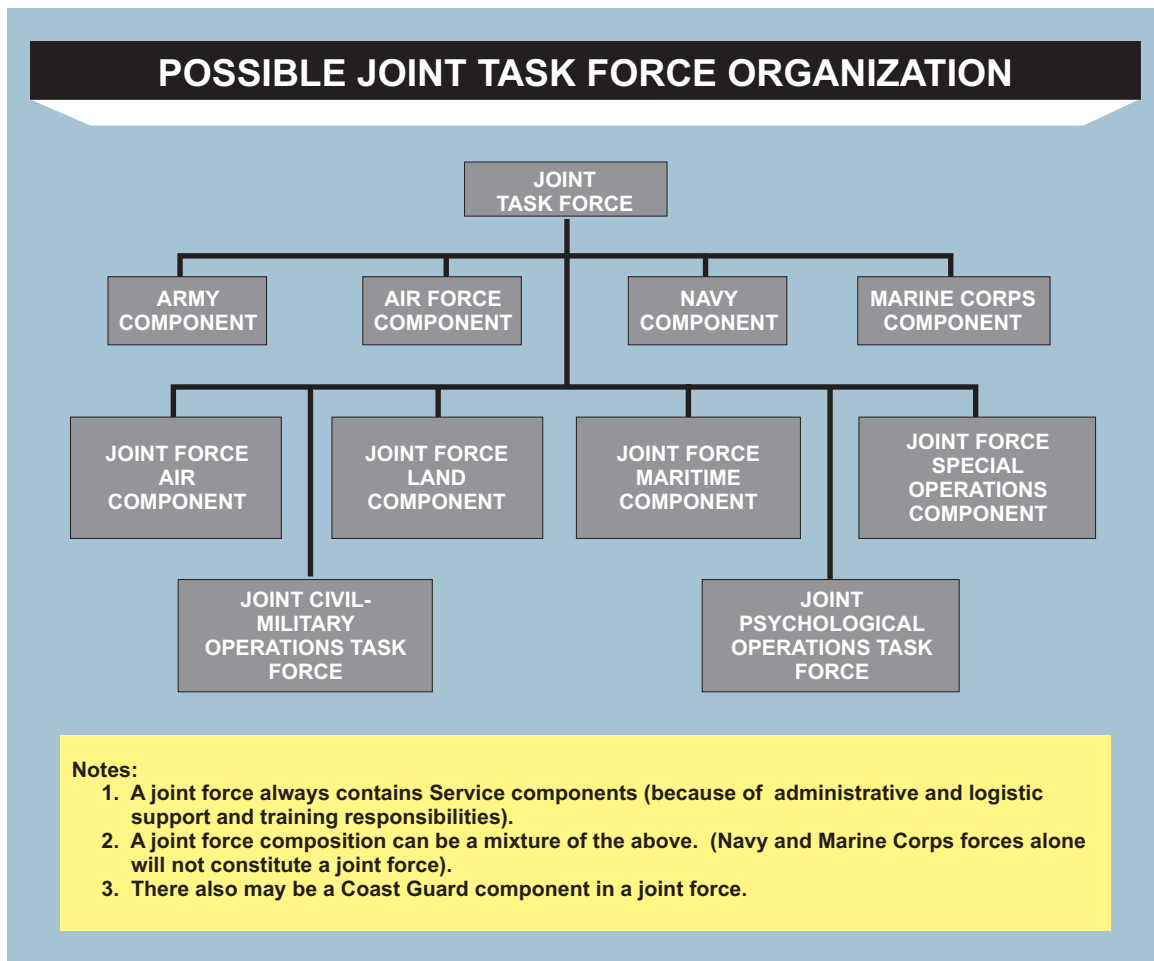 POSSIBLE JOINT TASK FORCE ORGANIZATION
JOINT
TASK FORCE
ARMY
COMPONENT
AIR FORCE
COMPONENT
NAVY
COMPONENT
MARINE CORPS
COMPONENT
JOINT FORCE
AIR
COMPONENT
JOINT FORCE
LAND
COMPONENT
JOINT FORCE
MARITIME
COMPONENT
JOINT FORCE
SPECIAL
OPERATIONS
COMPONENT
JOINT CIVIL-
MILITARY
OPERATIONS TASK
FORCE
JOINT
PSYCHOLOGICAL
OPERATIONS TASK
FORCE
Notes:
1. A joint force always contains Service components (because of administrative and logistic
support and training responsibilities).
2. A joint force composition can be a mixture of the above. (Navy and Marine Corps forces alone
will not constitute a joint force).
3. There also may be a Coast Guard component in a joint force.